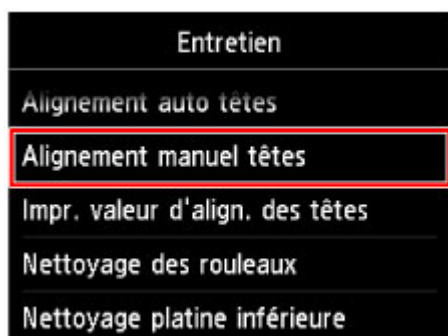 Entretien
Alignement auto têtes
Alignement manuel têtes
Impr. valeur d'align. des têtes
Nettoyage des rouleaux
Nettoyage platine inférieure